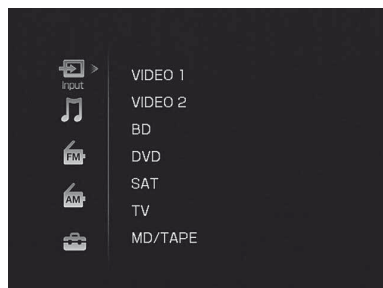 Input
VIDEO 1
VIDEO 2
BD
FM
DVD
SAT
AM
TV
MD/TAPE